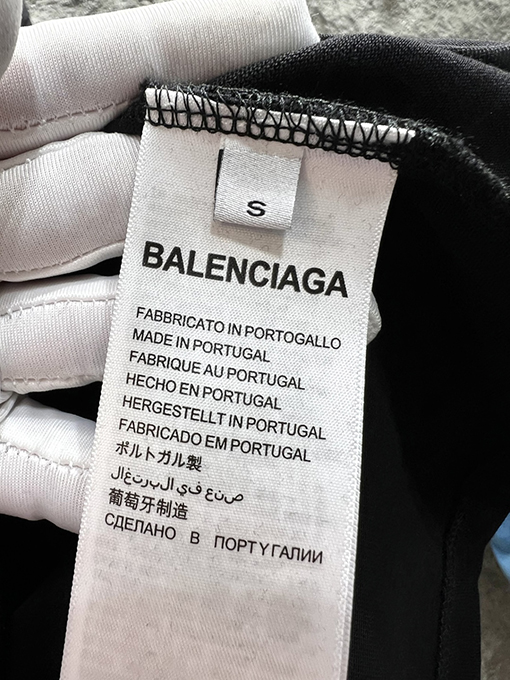 S
BALENCIAGA
FABBRICATO IN PORTOGALLO
MADE IN PORTUGAL
FABRIQUE AU PORTUGAL
HECHO EN PORTUGAL
HERGESTELLT IN PORTUGAL
FABRICADO EM PORTUGAL
ポルトガル製
صنع في البرتغال
葡萄牙制造
СДЕЛАНО В ПОРТУГАЛИИ